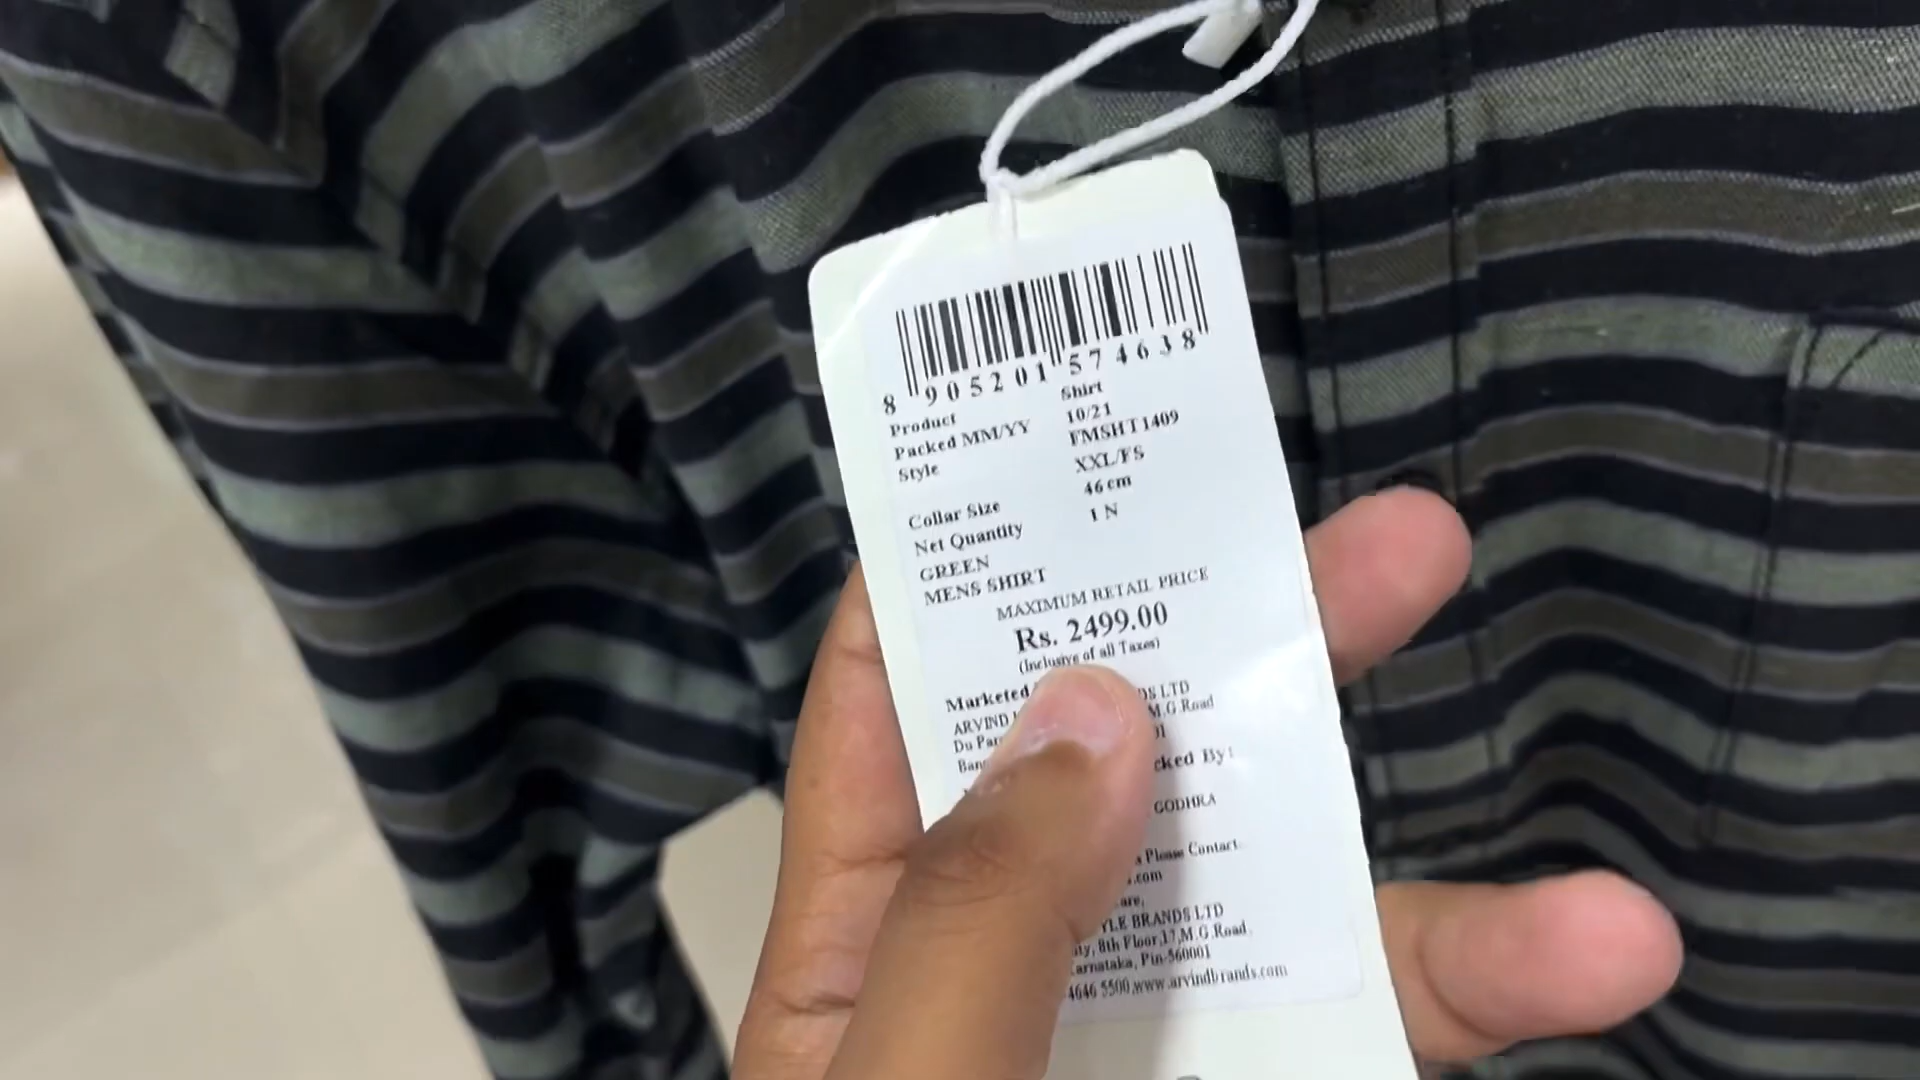 8 905201 574638
Product Shirt
Packed MM/YY 10/21
Style FMSHT1409
XXL/FS
Collar Size 46 cm
Net Quantity 1 N
GREEN
MENS SHIRT
MAXIMUM RETAIL PRICE
Rs. 2499.00
(Inclusive of all Taxes)
Marketed
ARVIND DS LTD
Du Par M.G.Road
Ban 01
cked By:
GODHRA
s Please Contact
.com
are,
YLE BRANDS LTD
ity, 8th Floor,17,M.G.Road
arnataka, Pin-560001
4646 5500,www.arvindbrands.com